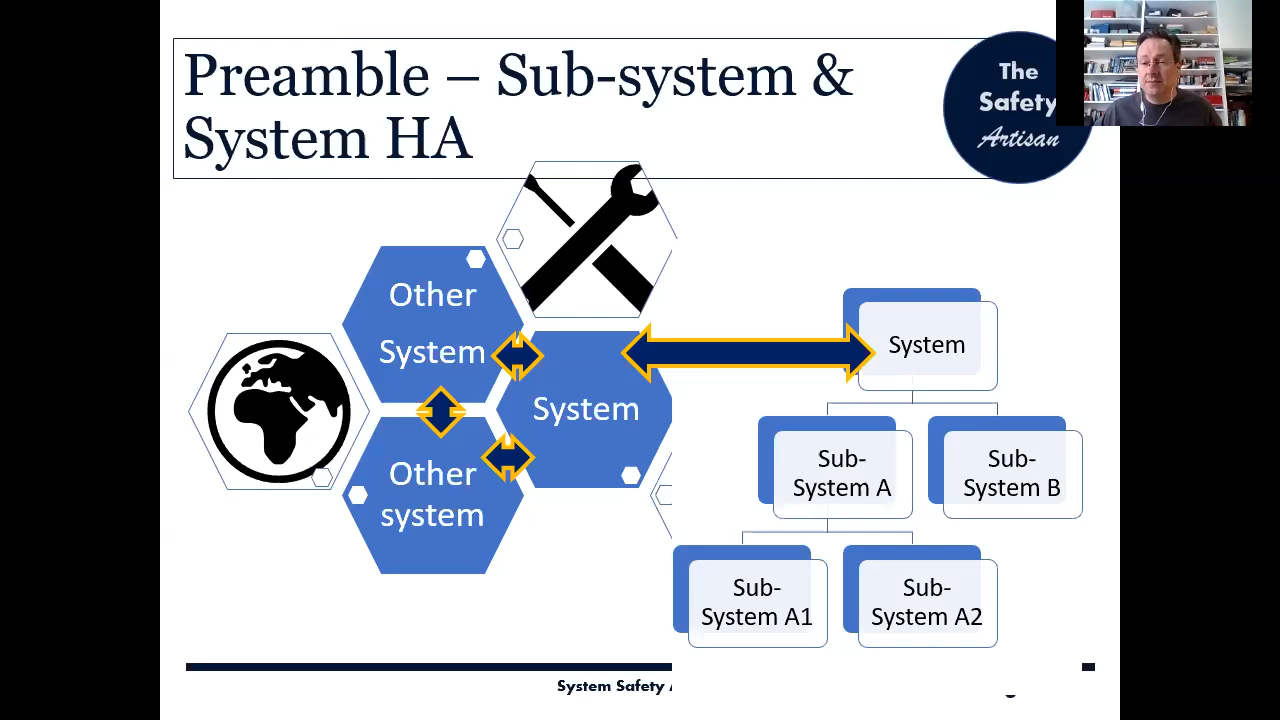 Preamble – Sub-system &
System HA
The
Safety
Artisan
Other
System
System
Other
system
System
Sub-
System A
Sub-
System B
Sub-
System A1
Sub-
System A2
System Safety